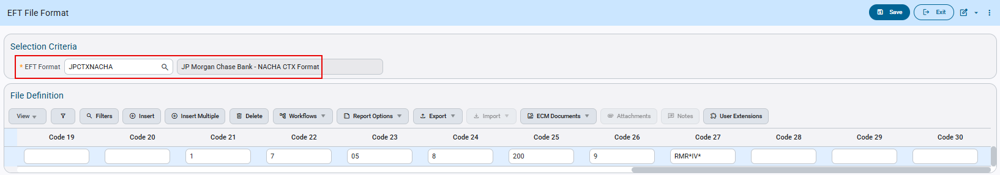 EFT File Format
Save
Exit
Selection Criteria
* EFT Format JPCTXNACHA JP Morgan Chase Bank - NACHA CTX Format
File Definition
View Filters Insert Insert Multiple Delete Workflows Report Options Export Import ECM Documents Attachments Notes User Extensions
Code 19 Code 20 Code 21 Code 22 Code 23 Code 24 Code 25 Code 26 Code 27 Code 28 Code 29 Code 30
1 7 05 8 200 9 RMR*IV*